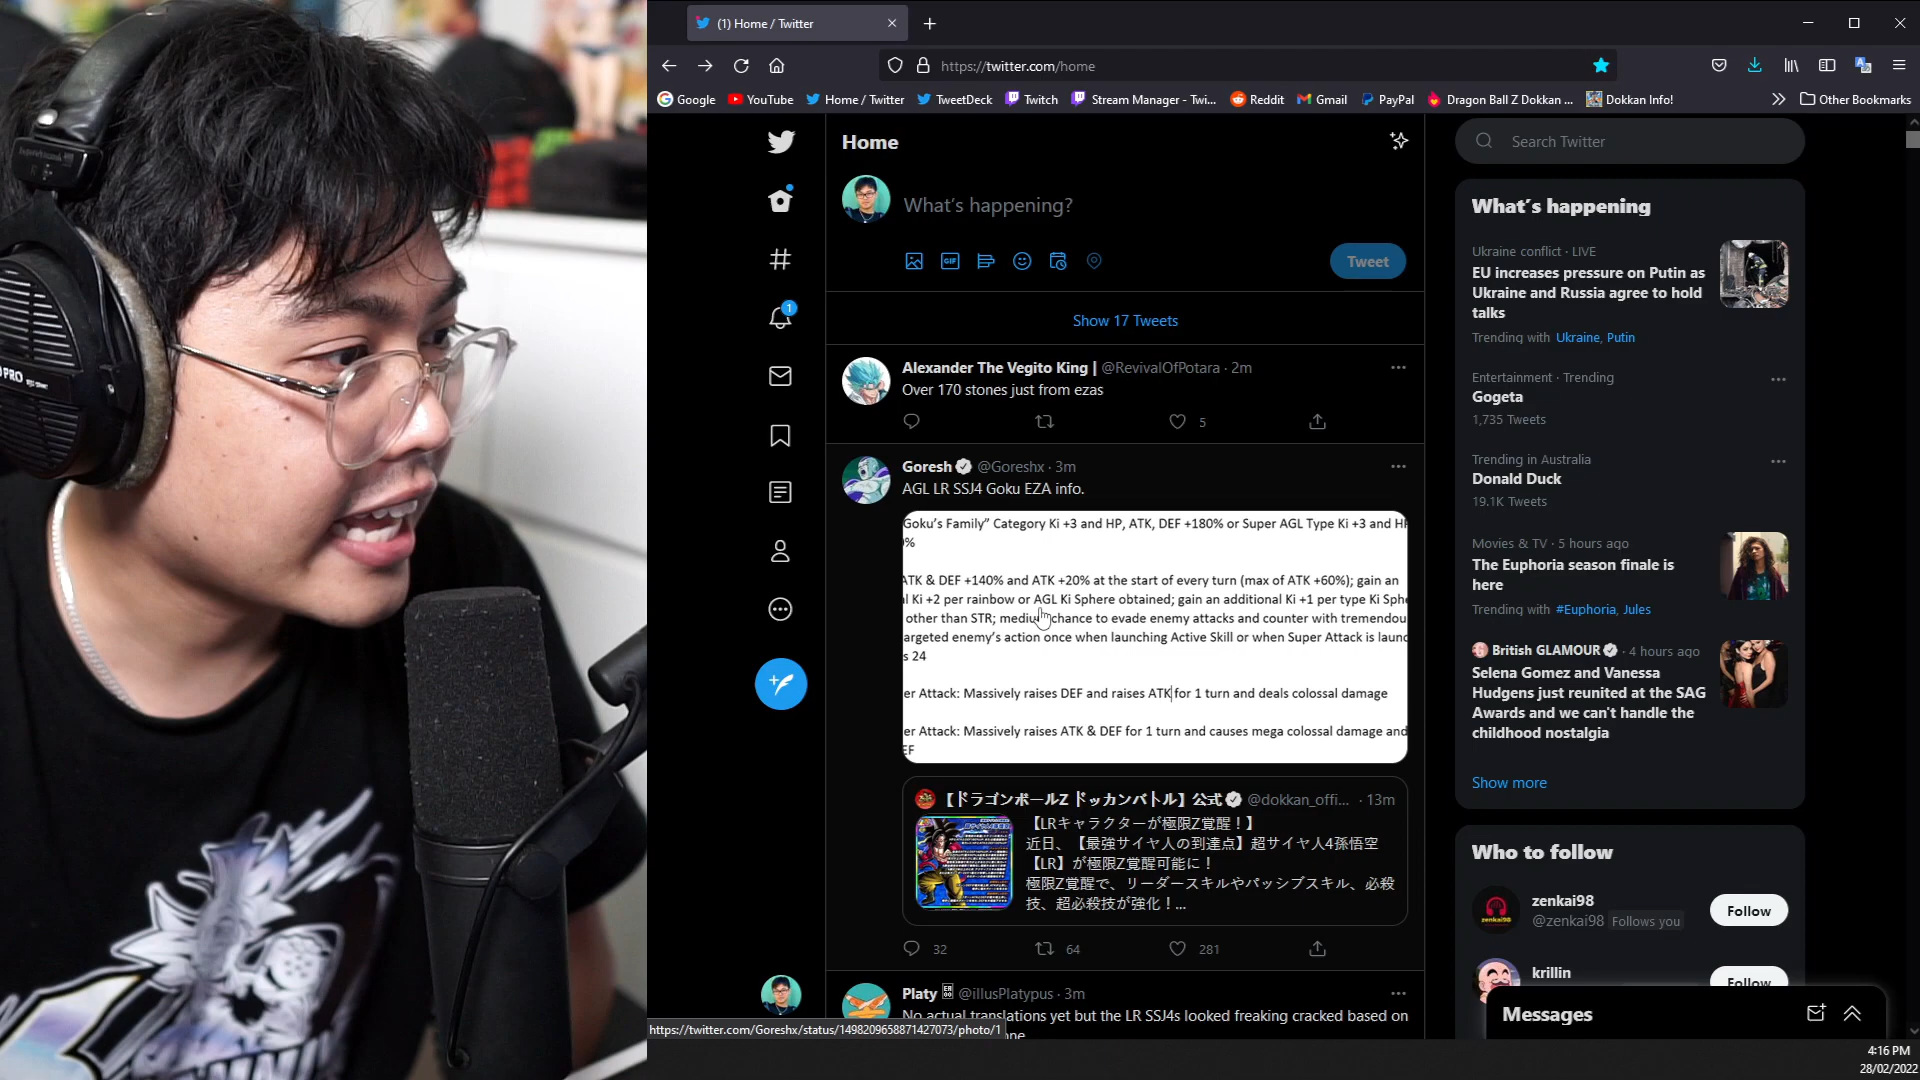 (1) Home / Twitter
https://twitter.com/home
Google
YouTube
Home / Twitter
TweetDeck
Twitch
Stream Manager - Twi...
Reddit
Gmail
PayPal
Dragon Ball Z Dokkan ...
Dokkan Info!
Other Bookmarks
PRO
Home
What's happening?
GIF
Tweet
Show 17 Tweets
1
Alexander The Vegito King | @RevivalOfPotara · 2m
Over 170 stones just from ezas
5
Goresh @Goreshx · 3m
AGL LR SSJ4 Goku EZA info.
Goku's Family" Category Ki +3 and HP, ATK, DEF +180% or Super AGL Type Ki +3 and
%
ATK & DEF +140% and ATK +20% at the start of every turn (max of ATK +60%); gain an
Ki +2 per rainbow or AGL Ki Sphere obtained; gain an additional Ki +1 per type Ki
other than STR; medium chance to evade enemy attacks and counter with
enemy's action once when launching Active Skill or when Super Attack is
24
Attack: Massively raises DEF and raises ATK for 1 turn and deals colossal damage
Attack: Massively raises ATK & DEF for 1 turn and causes mega colossal damage and
【ドラゴンボールZ ドッカンバトル】公式 @dokkan_offi... · 13m
【LRキャラクターが極限Z覚醒！】
近日、【最強サイヤ人の到達点】超サイヤ人4孫悟空
【LR】が極限Z覚醒可能に！
極限Z覚醒で、リーダースキルやパッシブスキル、必殺
技、超必殺技が強化！...
32
64
281
Platy @illusPlatypus · 3m
No actual translations yet but the LR SSJ4s looked freaking cracked based on
https://twitter.com/Goreshx/status/1498209658871427073/photo/1
Search Twitter
What's happening
Ukraine conflict · LIVE
EU increases pressure on Putin as
Ukraine and Russia agree to hold
talks
Trending with Ukraine, Putin
Entertainment · Trending
Gogeta
1,735 Tweets
Trending in Australia
Donald Duck
19.1K Tweets
Movies & TV · 5 hours ago
The Euphoria season finale is
here
Trending with #Euphoria, Jules
British GLAMOUR · 4 hours ago
Selena Gomez and Vanessa
Hudgens just reunited at the SAG
Awards and we can't handle the
childhood nostalgia
Show more
Who to follow
zenkai98
@zenkai98 Follows you
Follow
krillin
Follow
Messages
4:16 PM
28/02/2022